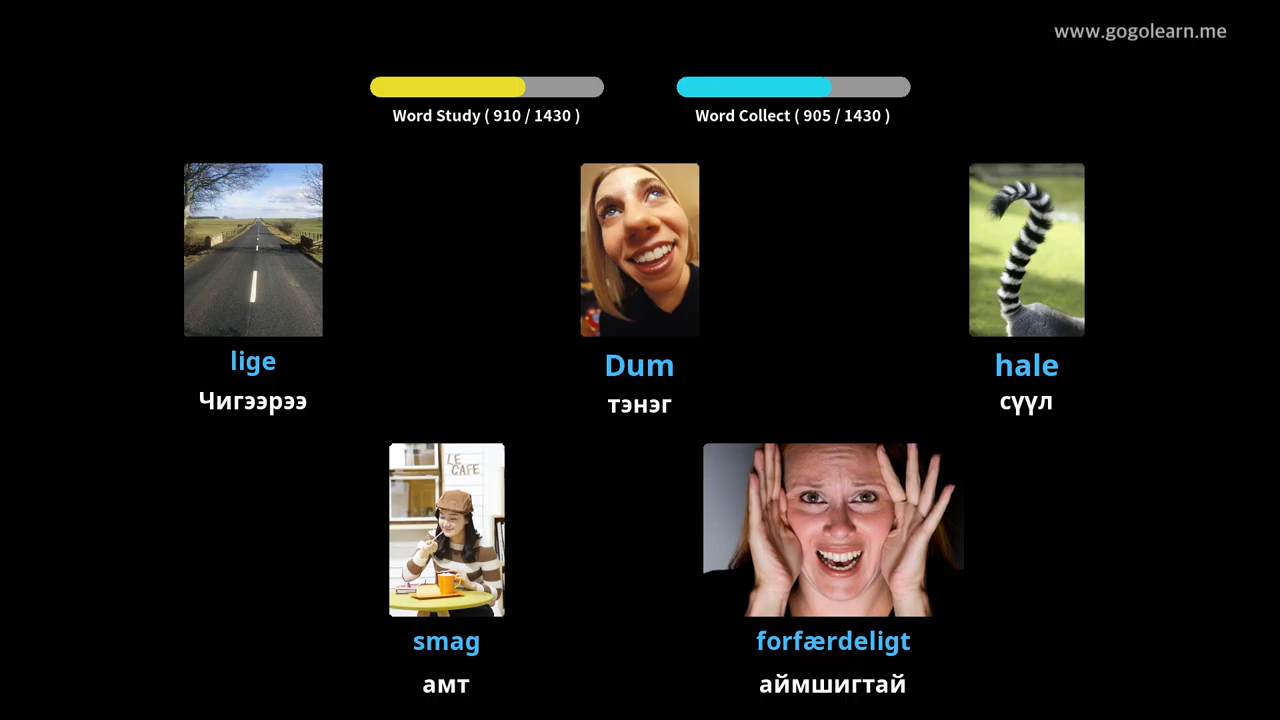 www.gogolearn.me
Word Study ( 910 / 1430 )
Word Collect ( 905 / 1430 )
lige
Чигээрээ
Dum
тэнэг
hale
сүүл
LE
CAFE
smag
амт
forfærdeligt
аймшигтай